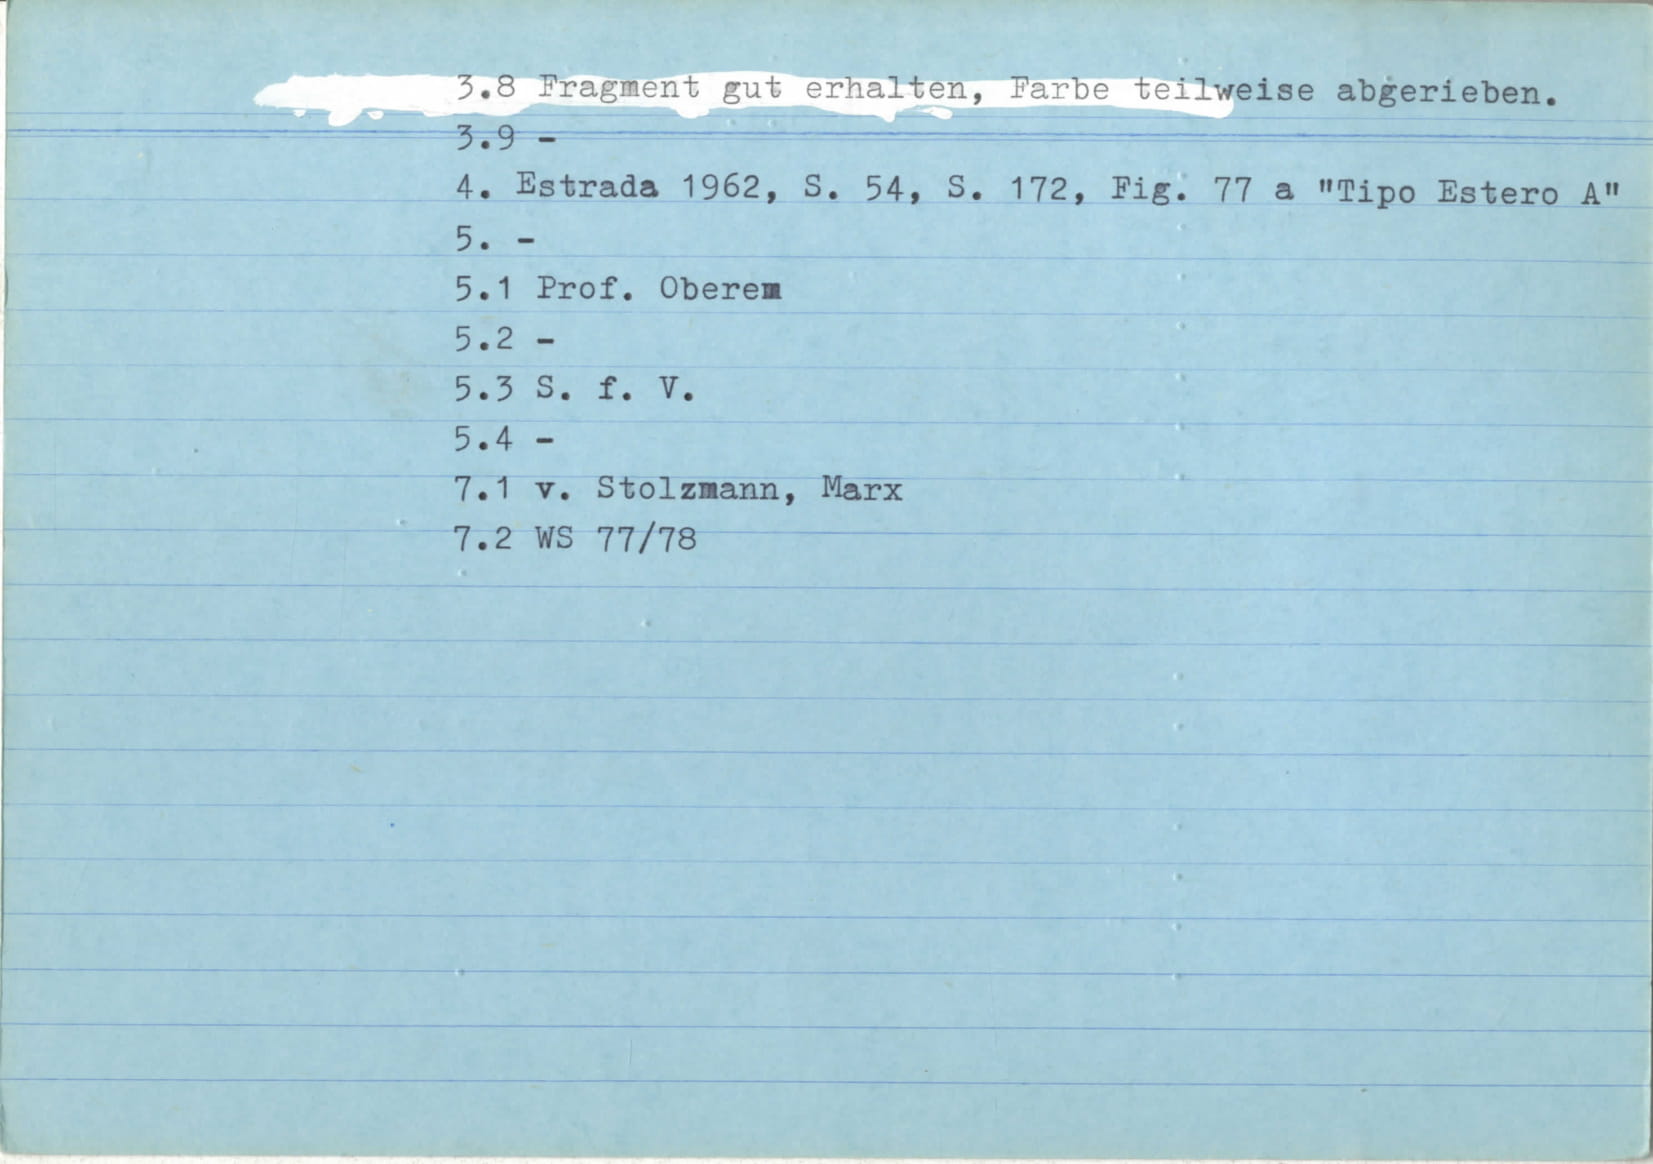 3.8 Fragment gut erhalten, Farbe teilweise abgerieben.
3.9 -
4. Estrada 1962, S. 54, S. 172, Fig. 77 a "Tipo Estero A"
5. -
5.1 Prof. Oberem
5.2 -
5.3 S. f. V.
5.4 -
7.1 v. Stolzmann, Marx
7.2 WS 77/78